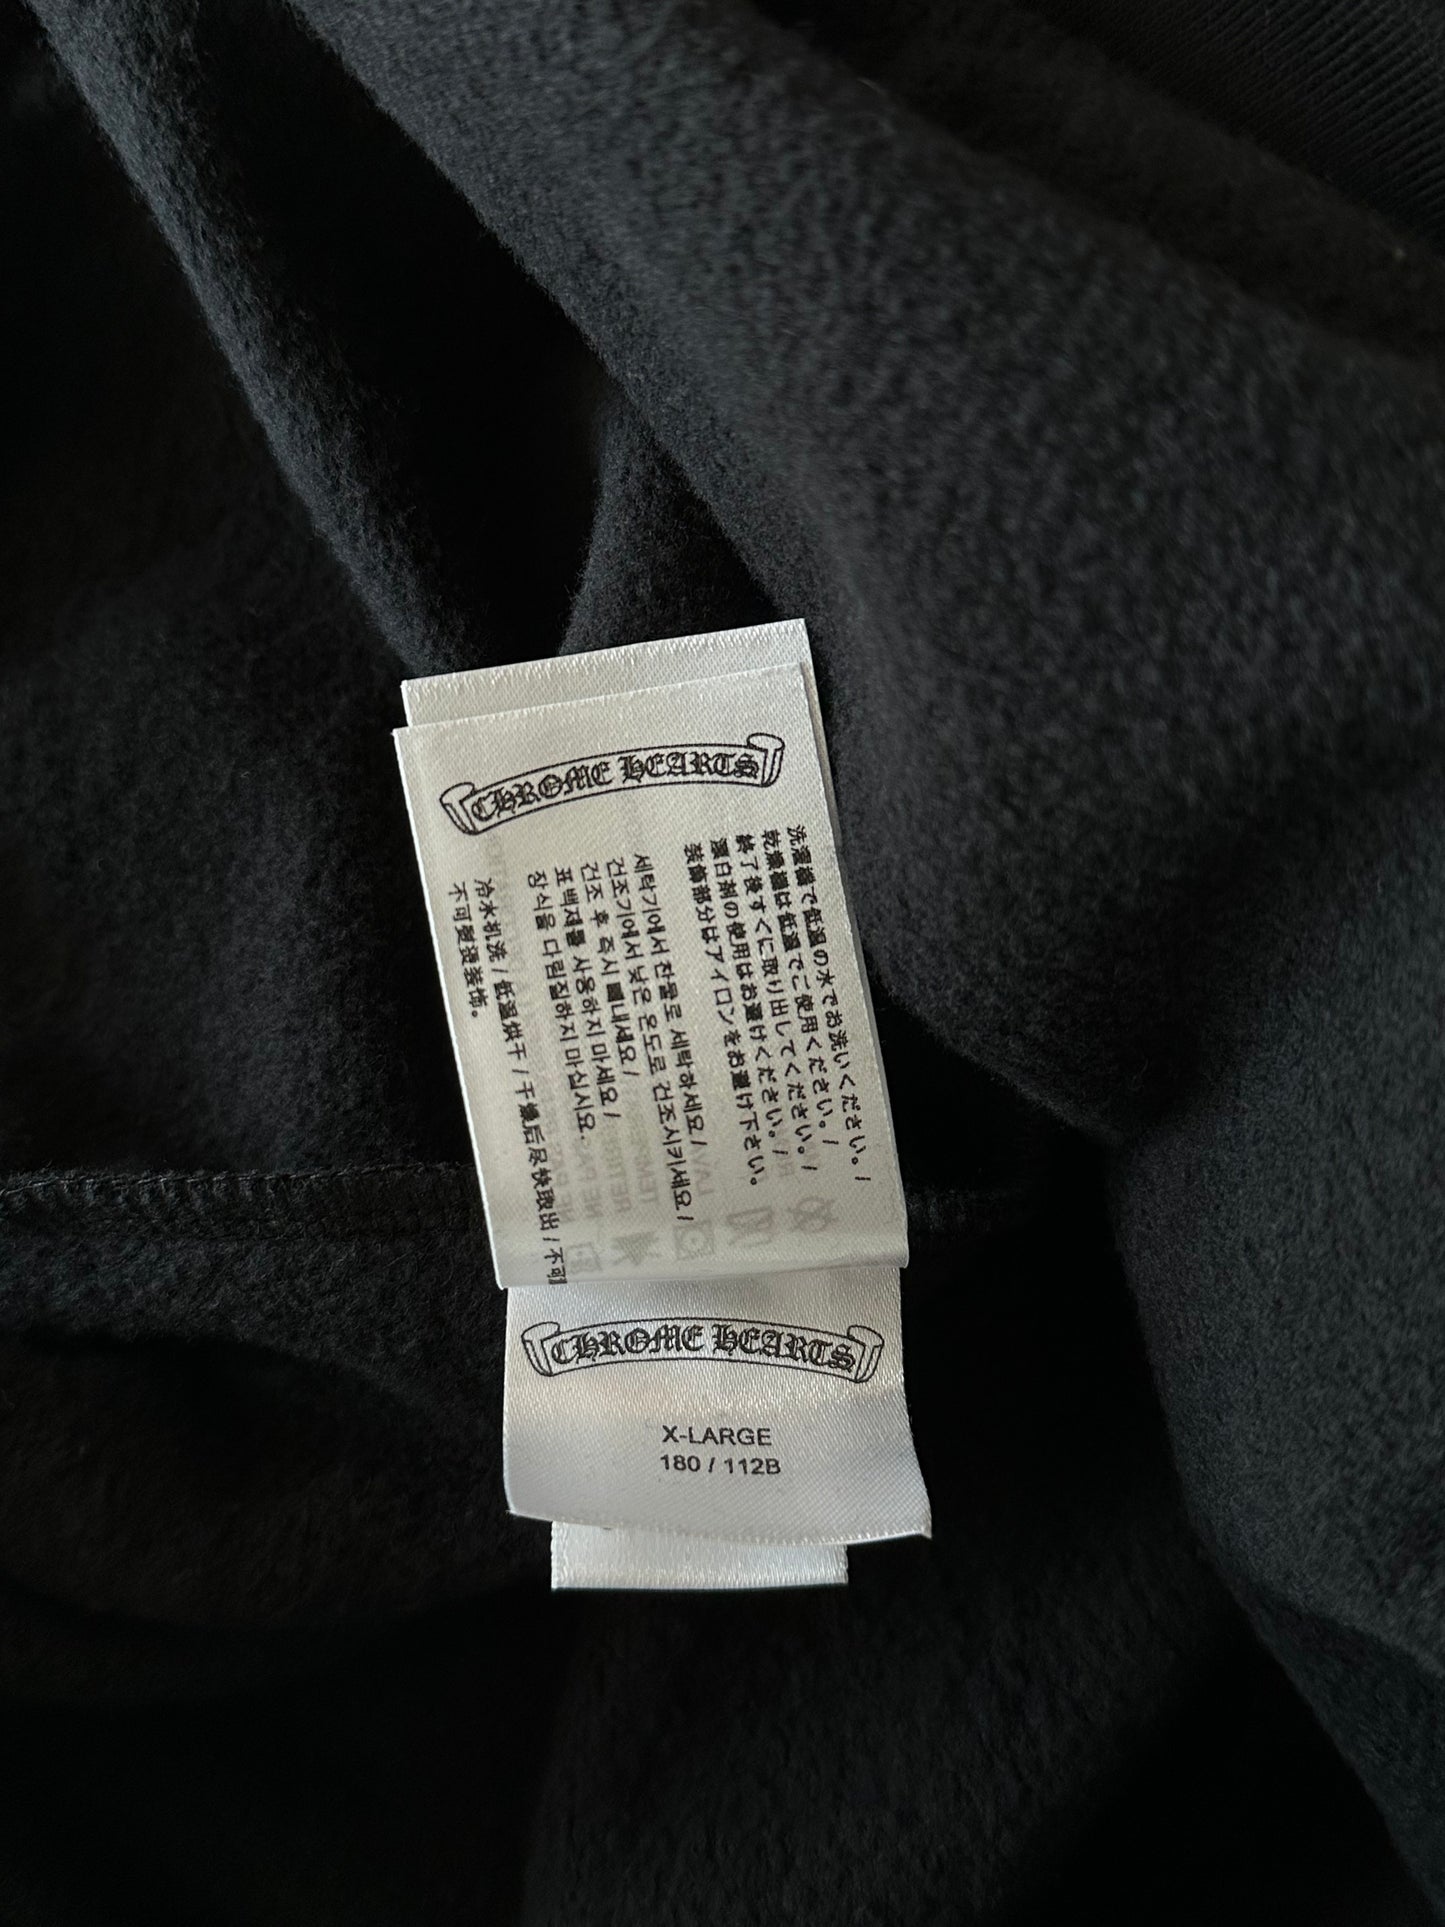 CHROME HEARTS
洗濯機で低温の水でお洗いください。/
乾燥機は低温でご使用ください。/
終了後すぐに取り出してください。/
漂白剤の使用はお避けください。/
装飾部分はアイロンをお避け下さい。
세탁기에서 찬물로 세탁하세요 /
건조기에서 낮은 온도로 건조시키세요 /
건조 후 즉시 빼내세요 /
표백제를 사용하지 마세요 /
장식을 다림질하지 마십시요.
冷水机洗 / 低温烘干 / 干燥后尽快取出 / 不可
不可熨烫装饰。
CHROME HEARTS
X-LARGE
180 / 112B